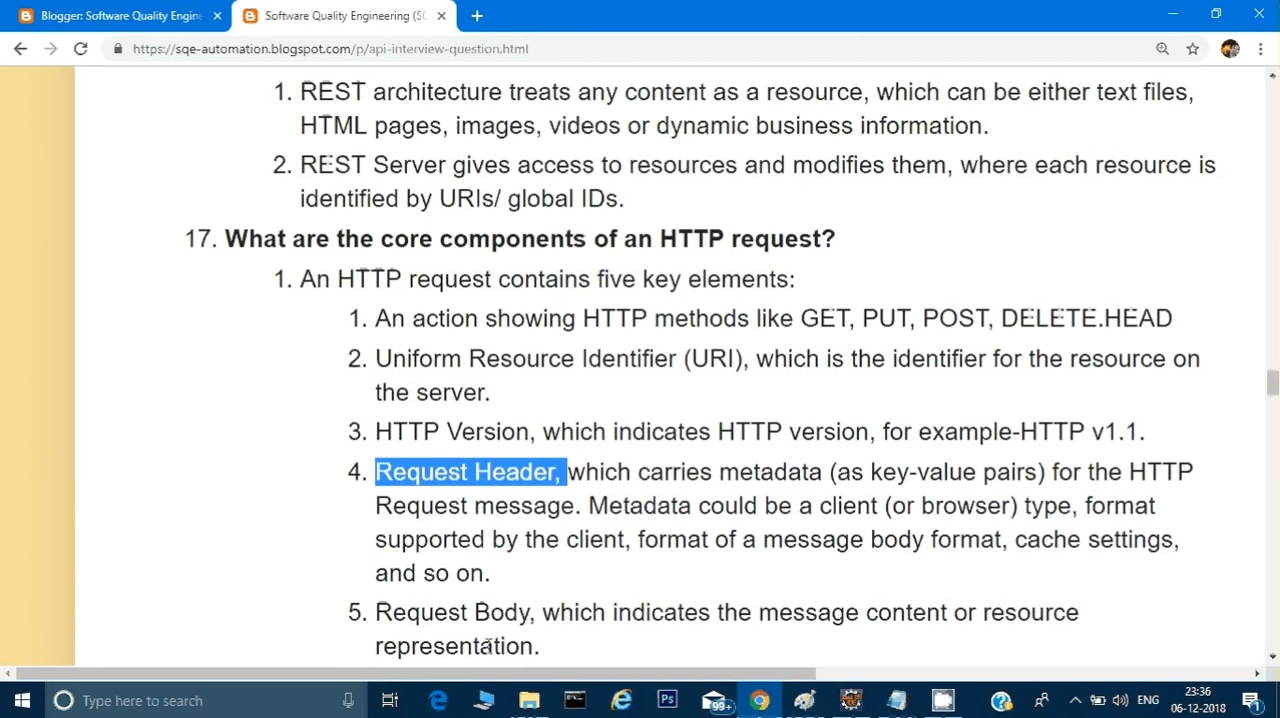 Blogger: Software Quality Engine
Software Quality Engineering (SC
https://sqe-automation.blogspot.com/p/api-interview-question.html
1. REST architecture treats any content as a resource, which can be either text files,
HTML pages, images, videos or dynamic business information.
2. REST Server gives access to resources and modifies them, where each resource is
identified by URIs/ global IDs.
17. What are the core components of an HTTP request?
1. An HTTP request contains five key elements:
1. An action showing HTTP methods like GET, PUT, POST, DELETE.HEAD
2. Uniform Resource Identifier (URI), which is the identifier for the resource on
the server.
3. HTTP Version, which indicates HTTP version, for example-HTTP v1.1.
4. Request Header, which carries metadata (as key-value pairs) for the HTTP
Request message. Metadata could be a client (or browser) type, format
supported by the client, format of a message body format, cache settings,
and so on.
5. Request Body, which indicates the message content or resource
representation.
Type here to search
Ps
99+
ENG
23:36
06-12-2018
1